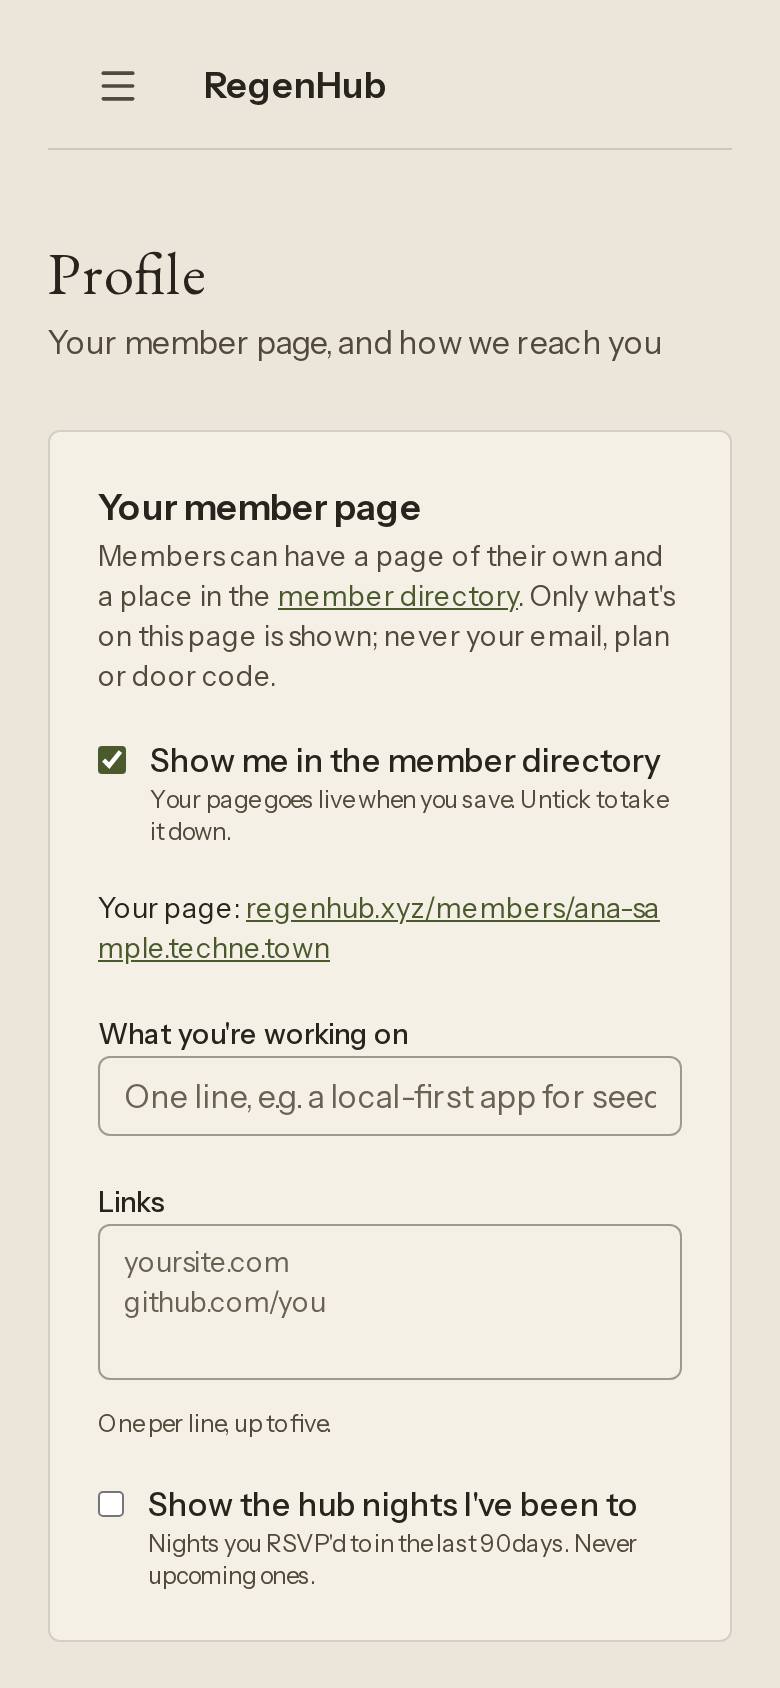 RegenHub
Profile
Your member page, and how we reach you
Your member page
Members can have a page of their own and
a place in the member directory. Only what's
on this page is shown; never your email, plan
or door code.
Show me in the member directory
Your page goes live when you save. Untick to take
it down.
Your page: regenhub.xyz/members/ana-sa
mple.techne.town
What you're working on
One line, e.g. a local-first app for seed
Links
yoursite.com
github.com/you
One per line, up to five.
Show the hub nights I've been to
Nights you RSVP'd to in the last 90 days. Never
upcoming ones.